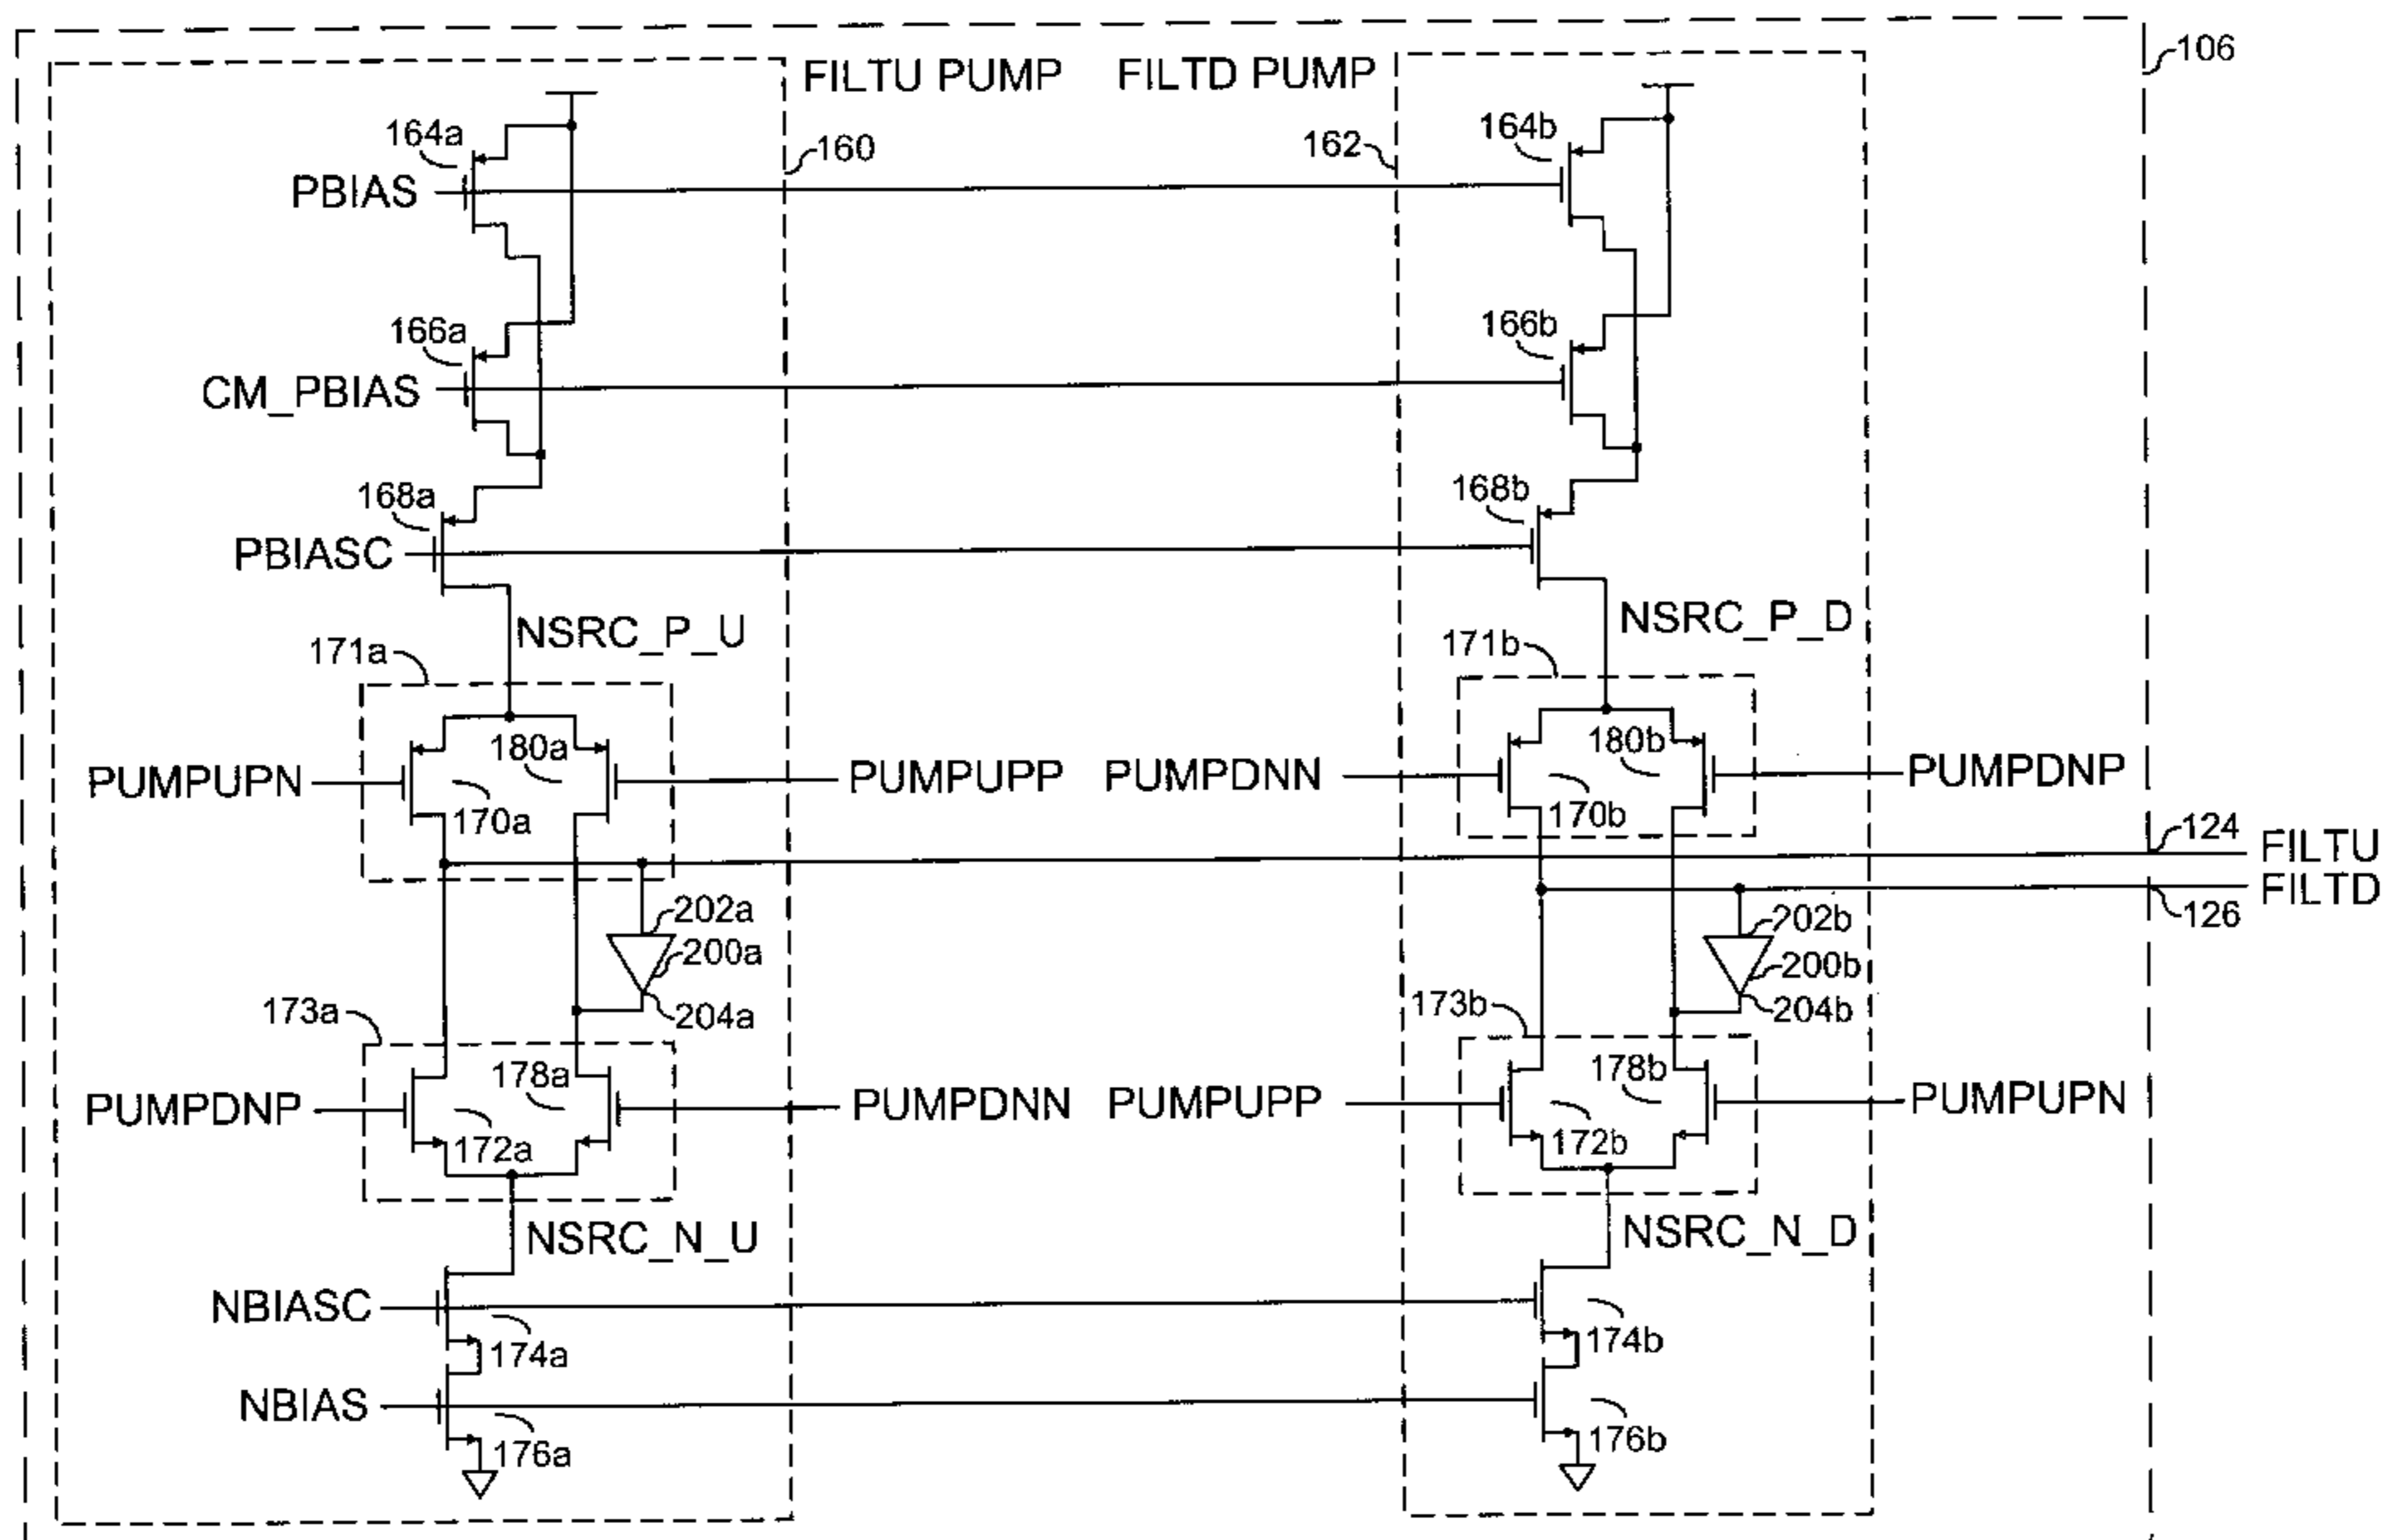 106
FILTU PUMP FILTD PUMP
164a 164b
160 162
PBIAS
166a 166b
CM_PBIAS
168a 168b
PBIASC
NSRC_P_U NSRC_P_D
171a 171b
180a 180b
PUMPUPN PUMPUPP PUMPDNN PUMPDNP
170a 170b
124
FILTU
FILTD
126
202a 202b
200a 200b
204a 204b
173a 173b
178a 178b
PUMPDNP PUMPDNN PUMPUPP PUMPUPN
172a 172b
NSRC_N_U NSRC_N_D
NBIASC
174a 174b
NBIAS
176a 176b